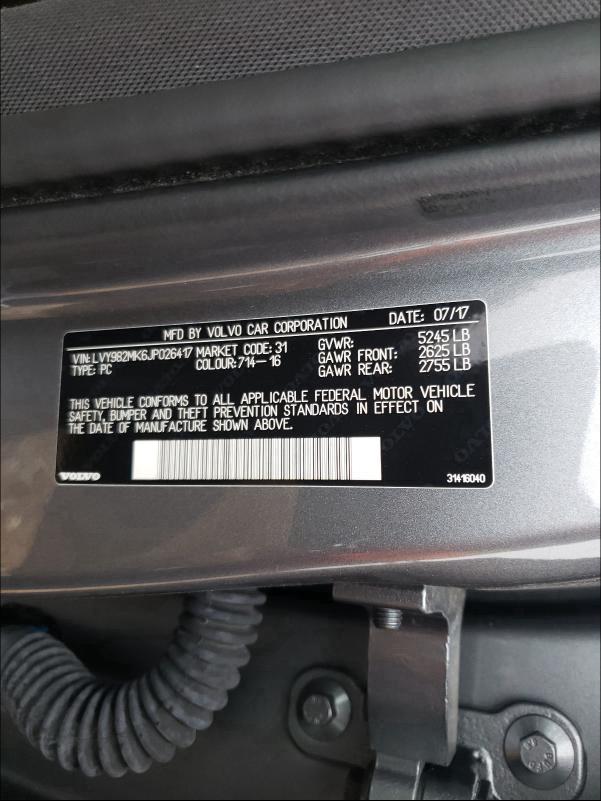 MFD BY VOLVO CAR CORPORATION DATE: 07/17
VIN: LVY982MK6JP026417 MARKET CODE: 31 GVWR: 5245 LB
TYPE: PC COLOUR: 714-16 GAWR FRONT: 2625 LB
GAWR REAR: 2755 LB
THIS VEHICLE CONFORMS TO ALL APPLICABLE FEDERAL MOTOR VEHICLE
SAFETY, BUMPER AND THEFT PREVENTION STANDARDS IN EFFECT ON
THE DATE OF MANUFACTURE SHOWN ABOVE.
VOLVO 31416040